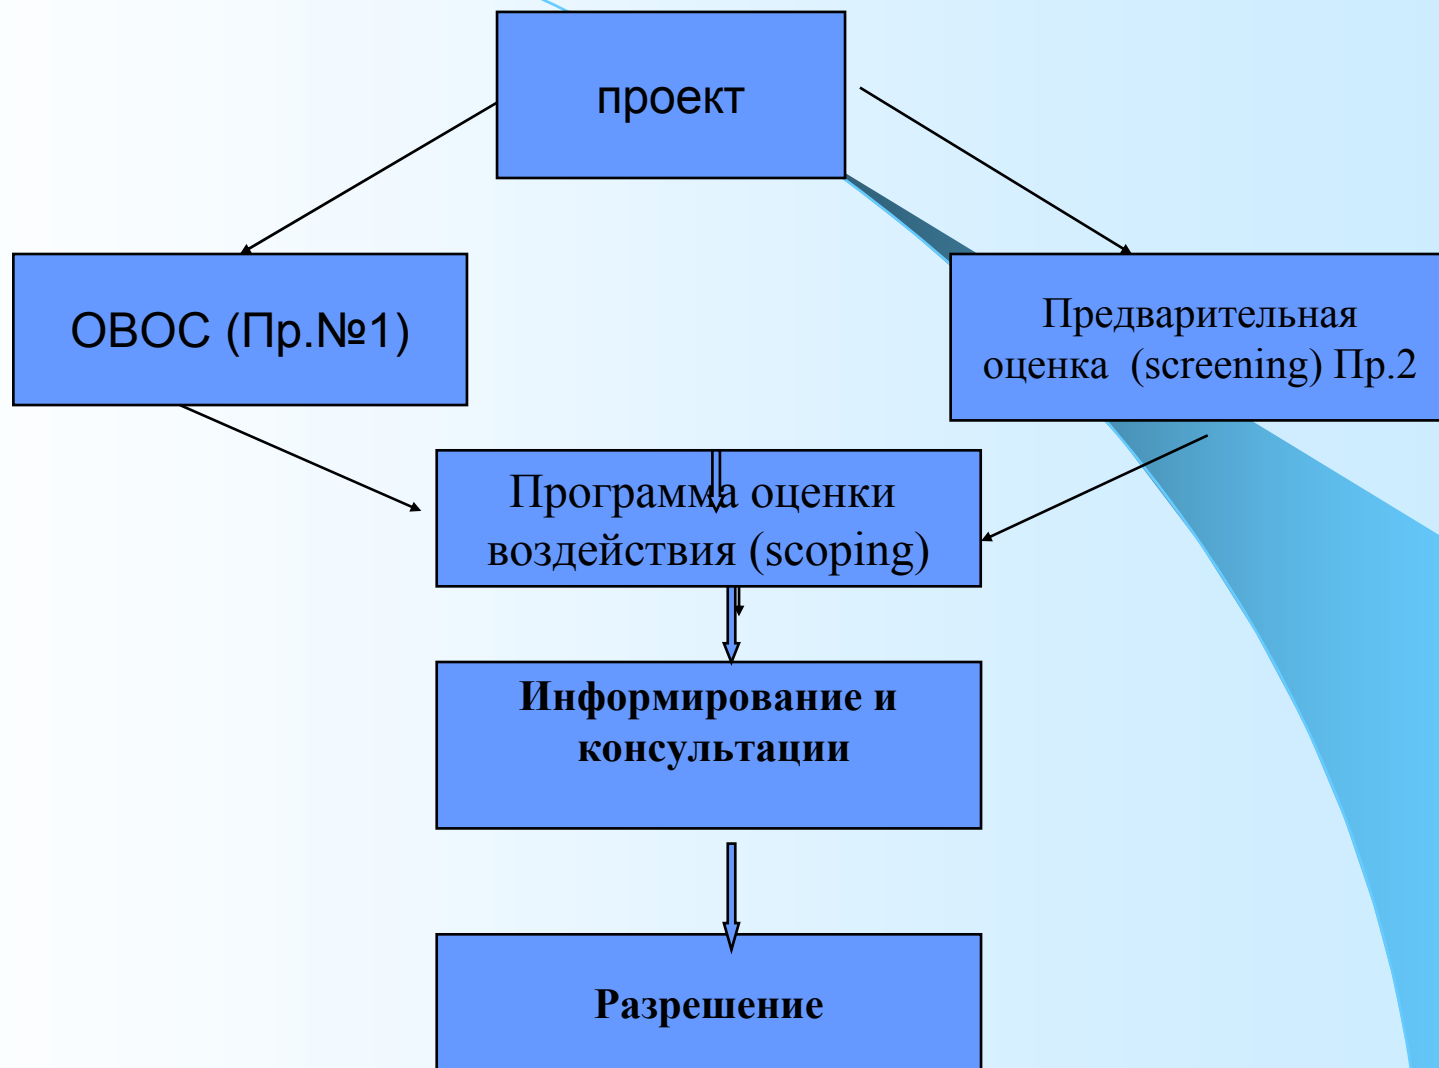 проект
ОВОС (Пр.№1)
Предварительная
оценка (screening) Пр.2
Программа оценки
воздействия (scoping)
Информирование и
консультации
Разрешение